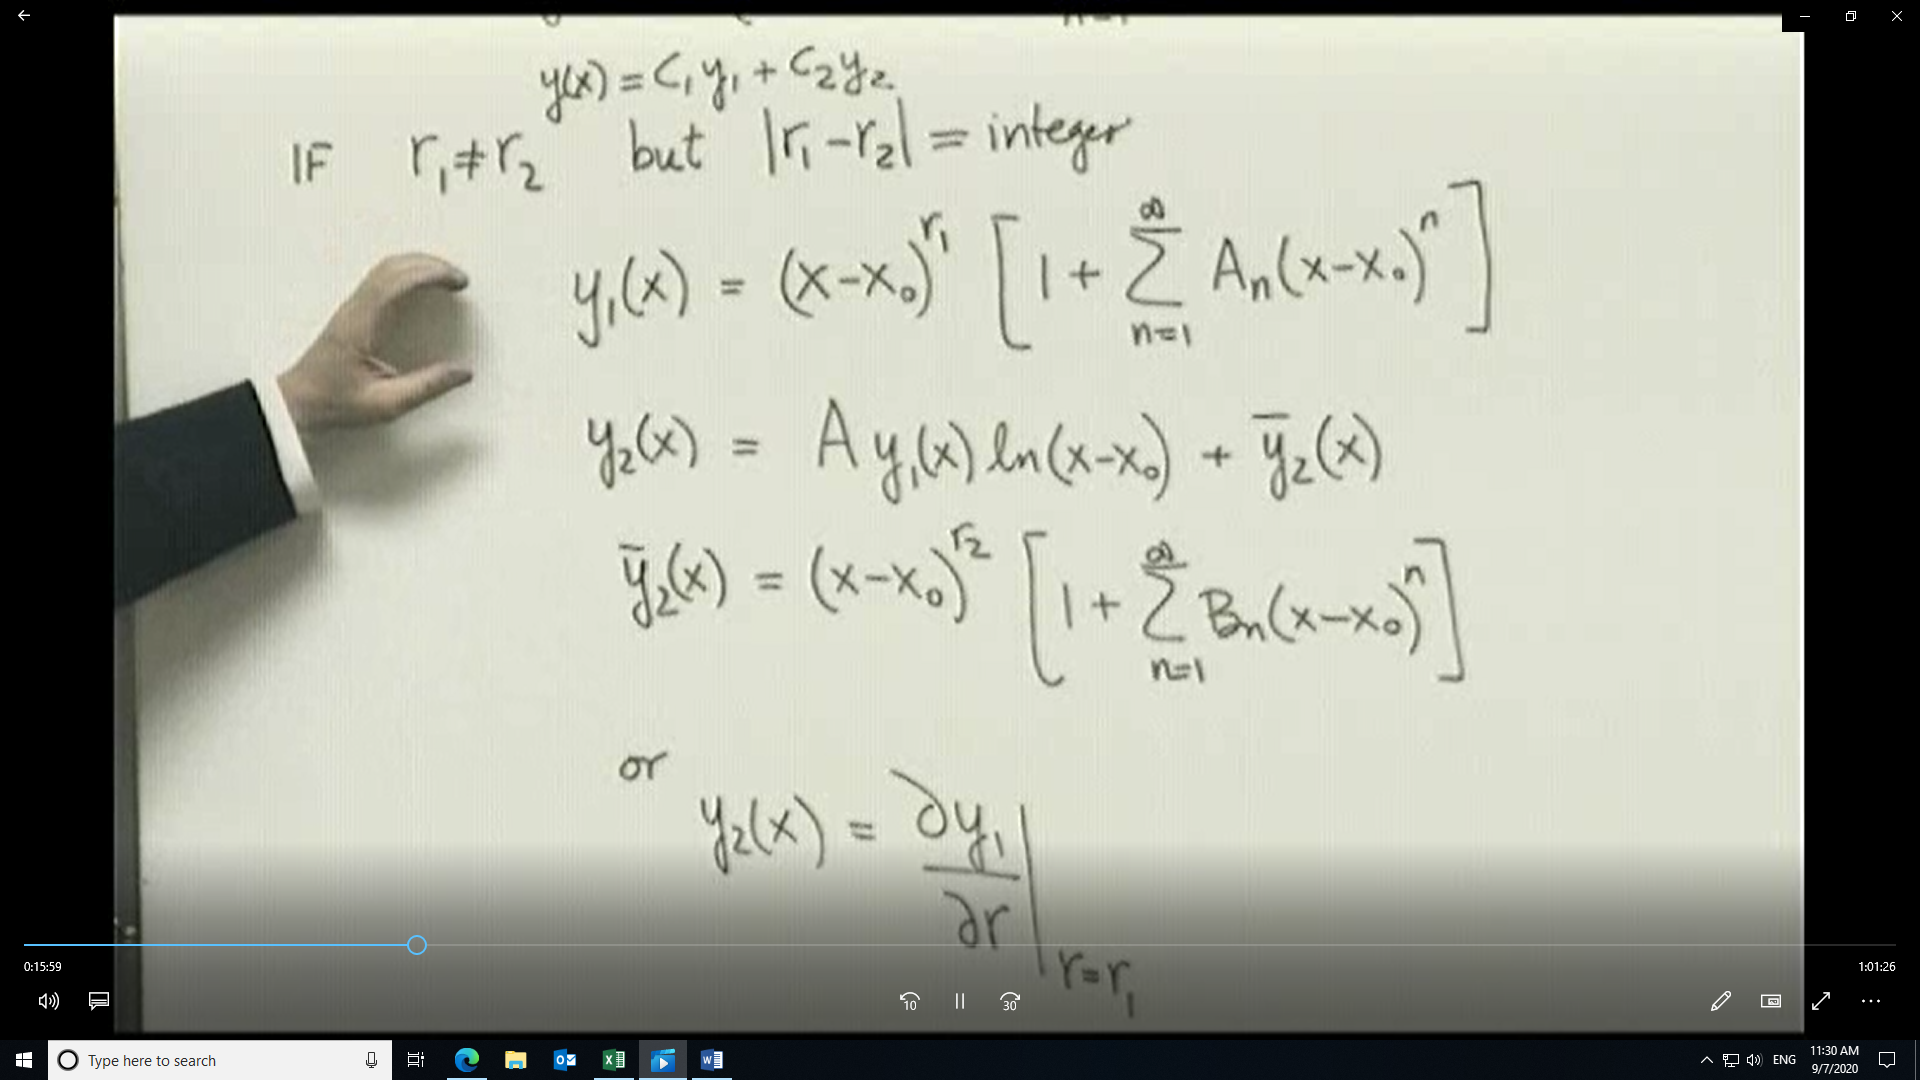 y(x) = C₁y₁ + C₂y₂
IF r₁≠r₂ but |r₁-r₂| = integer
y₁(x) = (x-x₀)^r₁ [1 + ∑_{n=1}^{∞} Aₙ(x-x₀)ⁿ]
y₂(x) = A y₁(x) ln(x-x₀) + ȳ₂(x)
ȳ₂(x) = (x-x₀)^r₂ [1 + ∑_{n=1}^{∞} Bₙ(x-x₀)ⁿ]
or
y₂(x) = ∂y₁/∂r |_{r=r₁}
0:15:59
1:01:26
10
30
Type here to search
ENG
11:30 AM
9/7/2020